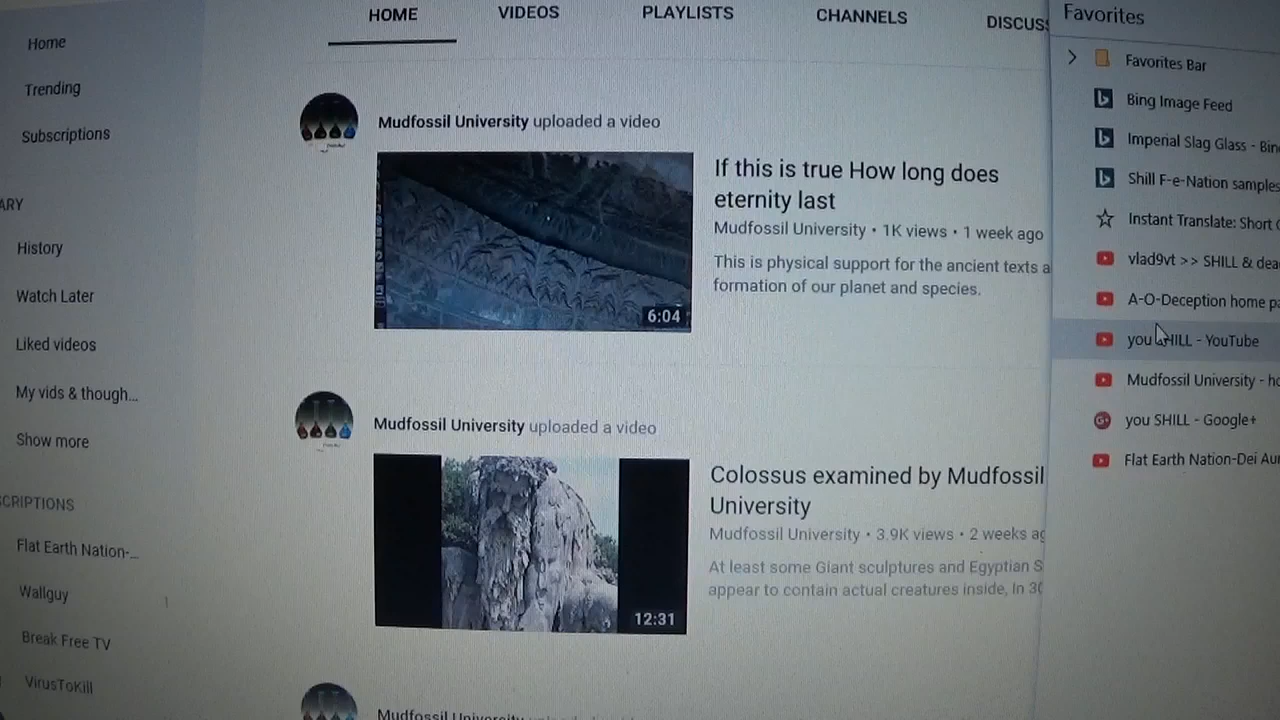 HOME VIDEOS PLAYLISTS CHANNELS DISCUSS
Home
Trending
Subscriptions
ARY
History
Watch Later
Liked videos
My vids & though...
Show more
SCRIPTIONS
Flat Earth Nation-...
Wallguy 1
Break Free TV
VirusToKill
Mudfossil University uploaded a video
6:04
If this is true How long does
eternity last
Mudfossil University • 1K views • 1 week ago
This is physical support for the ancient texts a
formation of our planet and species.
Mudfossil University uploaded a video
12:31
Colossus examined by Mudfossil
University
Mudfossil University • 3.9K views • 2 weeks ag
At least some Giant sculptures and Egyptian S
appear to contain actual creatures inside, In 30
Mudfossil University
Favorites
Favorites Bar
Bing Image Feed
Imperial Slag Glass - Bin
Shill F-e-Nation samples
Instant Translate: Short
vlad9vt >> SHILL & dea
A-O-Deception home pa
you SHILL - YouTube
Mudfossil University - ho
you SHILL - Google+
Flat Earth Nation-Dei Au